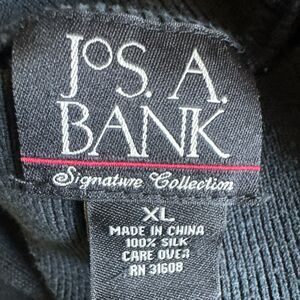 JOS. A.
BANK
Signature Collection
XL
MADE IN CHINA
100% SILK
CARE OVER
RN 31608